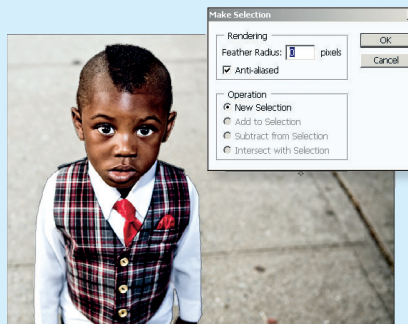 Make Selection
Rendering
Feather Radius: 0 pixels
Anti-aliased
OK
Cancel
Operation
New Selection
Add to Selection
Subtract from Selection
Intersect with Selection